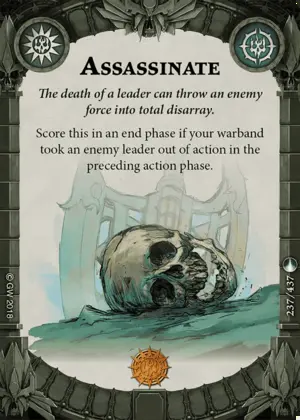 ASSASSINATE
The death of a leader can throw an enemy
force into total disarray.
Score this in an end phase if your warband
took an enemy leader out of action in the
preceding action phase.
© GW 2018
237/437